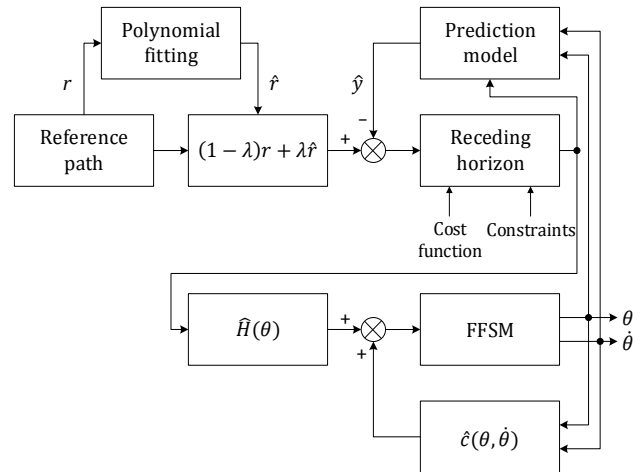 Polynomial
fitting
Prediction
model
r
r̂
ŷ
−
Reference
path
(1 − λ)r + λr̂
+
Receding
horizon
Cost
function
Constraints
Ĥ(θ)
+
+
FFSM
θ
θ̇
ĉ(θ, θ̇)